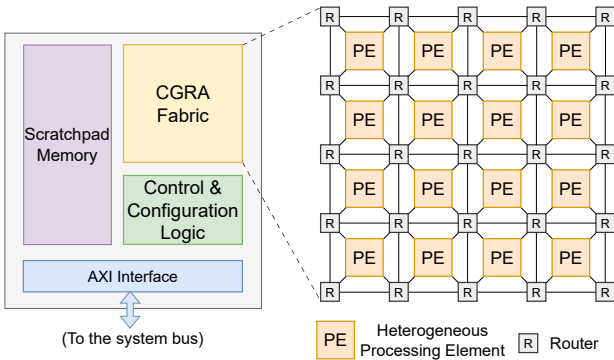 Scratchpad
Memory
CGRA
Fabric
Control &
Configuration
Logic
AXI Interface
(To the system bus)
R R R R R
PE PE PE PE
R R R R R
PE PE PE PE
R R R R R
PE PE PE PE
R R R R R
PE PE PE PE
R R R R R
PE Heterogeneous
Processing Element
R Router